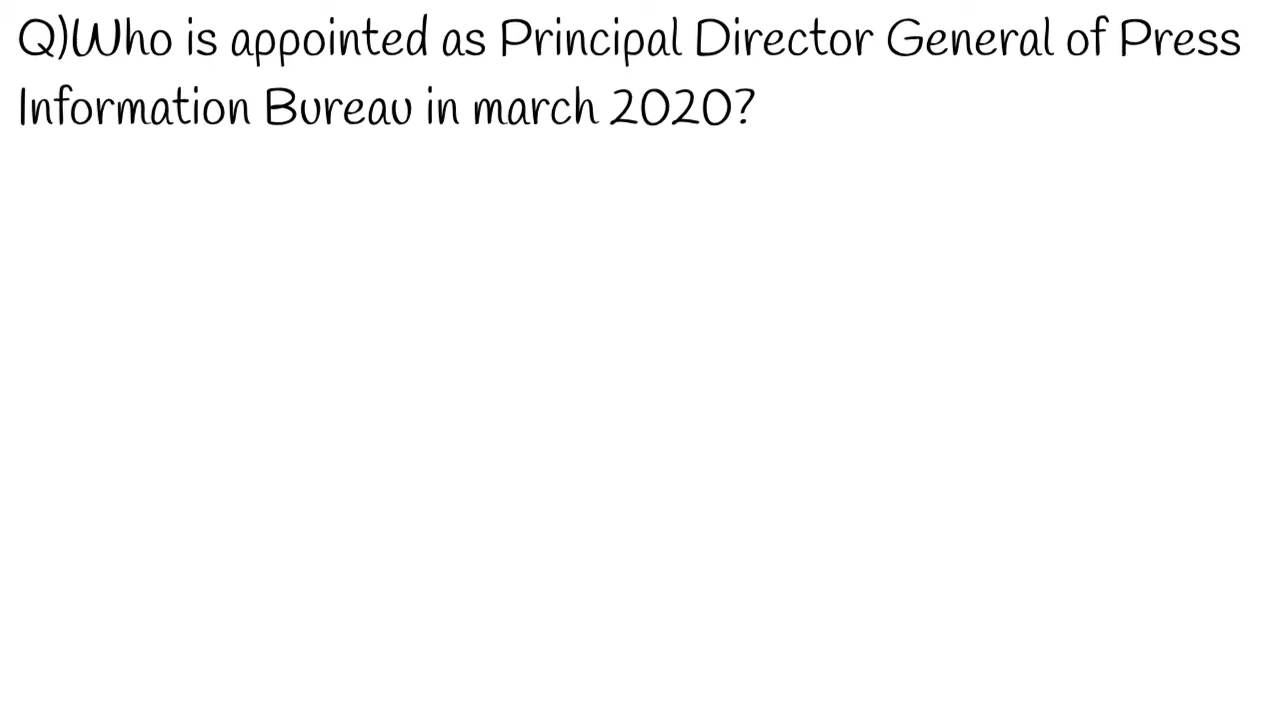 Q)Who is appointed as Principal Director General of Press
Information Bureau in march 2020?